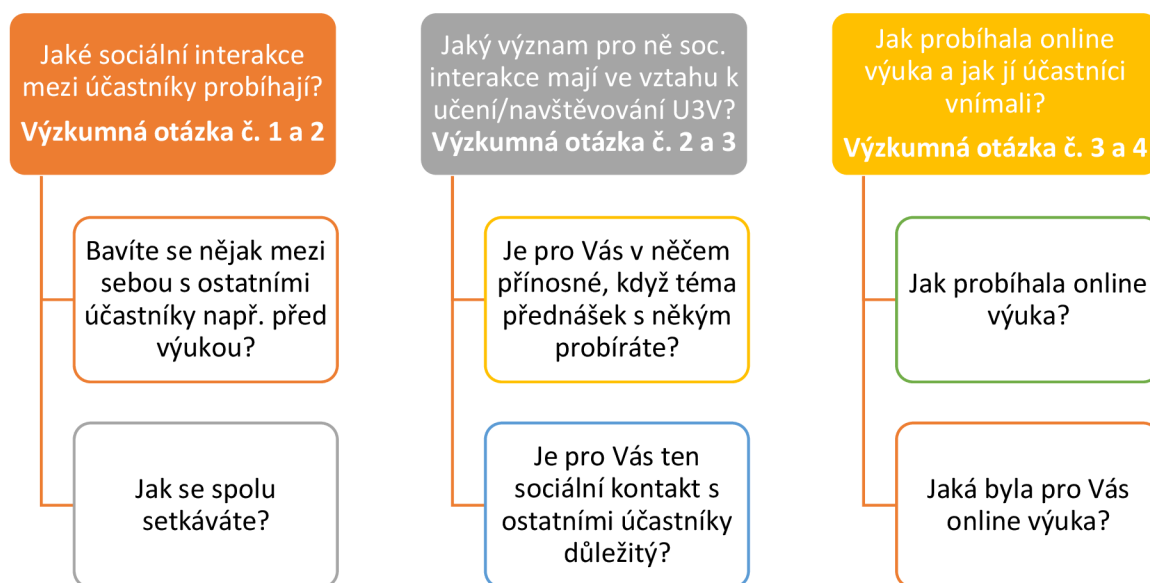 Jaké sociální interakce
mezi účastníky probíhají?
Výzkumná otázka č. 1 a 2
Bavíte se nějak mezi
sebou s ostatními
účastníky např. před
výukou?
Jak se spolu
setkáváte?
Jaký význam pro ně soc.
interakce mají ve vztahu k
učení/navštěvování U3V?
Výzkumná otázka č. 2 a 3
Je pro Vás v něčem
přínosné, když téma
přednášek s někým
probíráte?
Je pro Vás ten
sociální kontakt s
ostatními účastníky
důležitý?
Jak probíhala online
výuka a jak jí účastníci
vnímali?
Výzkumná otázka č. 3 a 4
Jak probíhala online
výuka?
Jaká byla pro Vás
online výuka?